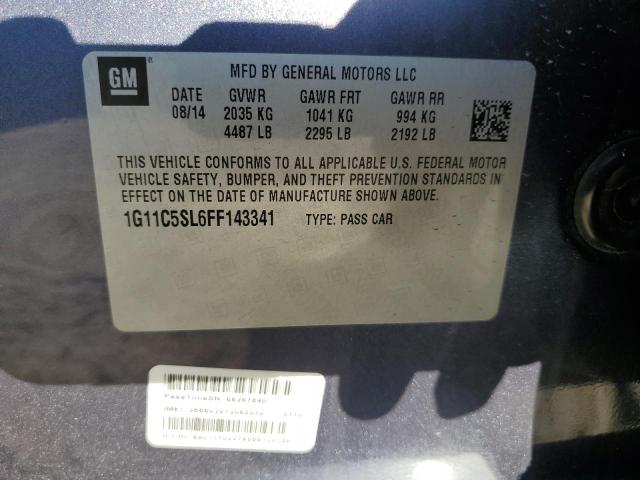 GM
MFD BY GENERAL MOTORS LLC
DATE GVWR GAWR FRT GAWR RR
08/14 2035 KG 1041 KG 994 KG
4487 LB 2295 LB 2192 LB
THIS VEHICLE CONFORMS TO ALL APPLICABLE U.S. FEDERAL MOTOR
VEHICLE SAFETY, BUMPER, AND THEFT PREVENTION STANDARDS IN
EFFECT ON THE DATE OF MANUFACTURE SHOWN ABOVE.
1G11C5SL6FF143341 TYPE: PASS CAR